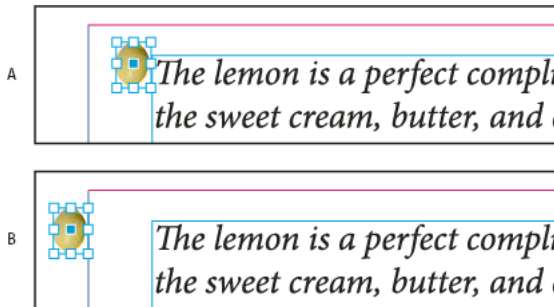 A
The lemon is a perfect compli
the sweet cream, butter, and
B
The lemon is a perfect compli
the sweet cream, butter, and